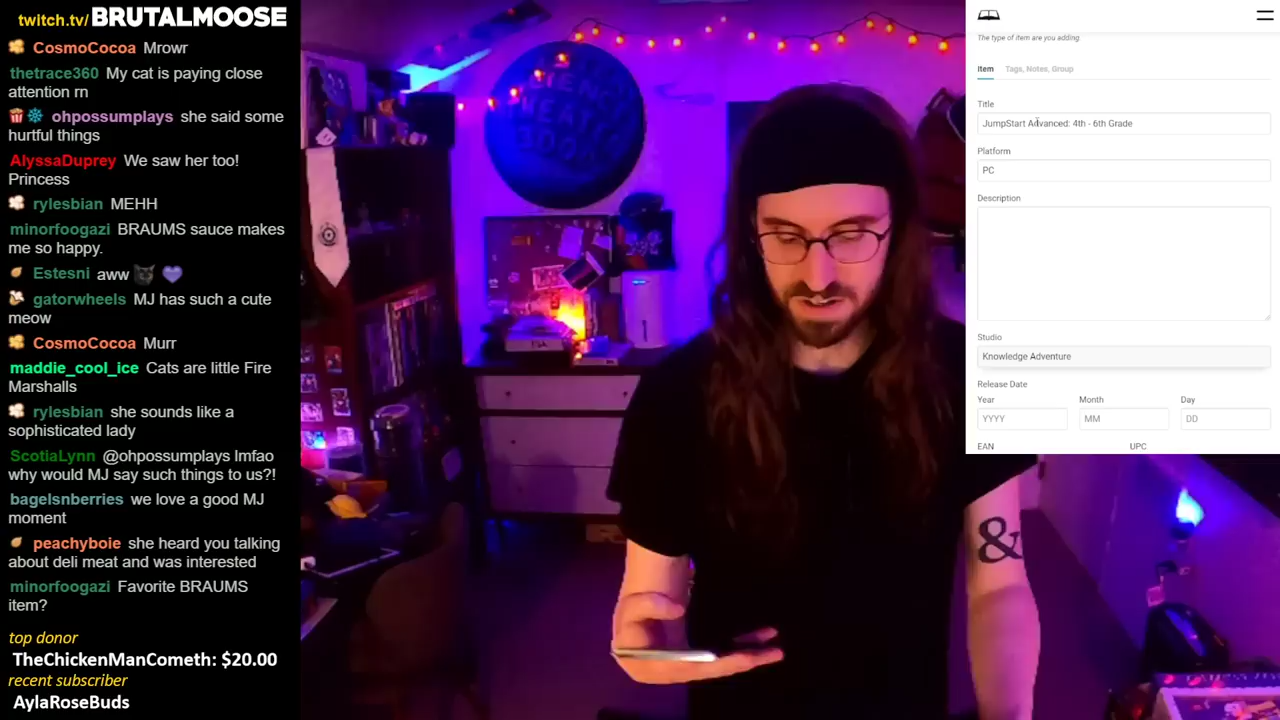 twitch.tv/BRUTALMOOSE
CosmoCocoa Mrowr
thetrace360 My cat is paying close
attention rn
ohpossumplays she said some
hurtful things
AlyssaDuprey We saw her too!
Princess
rylesbian MEHH
minorfoogazi BRAUMS sauce makes
me so happy.
Estesni aww
gatorwheels MJ has such a cute
meow
CosmoCocoa Murr
maddie_cool_ice Cats are little Fire
Marshalls
rylesbian she sounds like a
sophisticated lady
ScotiaLynn @ohpossumplays lmfao
why would MJ say such things to us?!
bagelsnberries we love a good MJ
moment
peachyboie she heard you talking
about deli meat and was interested
minorfoogazi Favorite BRAUMS
item?
top donor
TheChickenManCometh: $20.00
recent subscriber
AylaRoseBuds
&
The type of item are you adding
Item Tags, Notes, Group
Title
JumpStart Advanced: 4th - 6th Grade
Platform
PC
Description
Studio
Knowledge Adventure
Release Date
Year Month Day
YYYY MM DD
EAN UPC